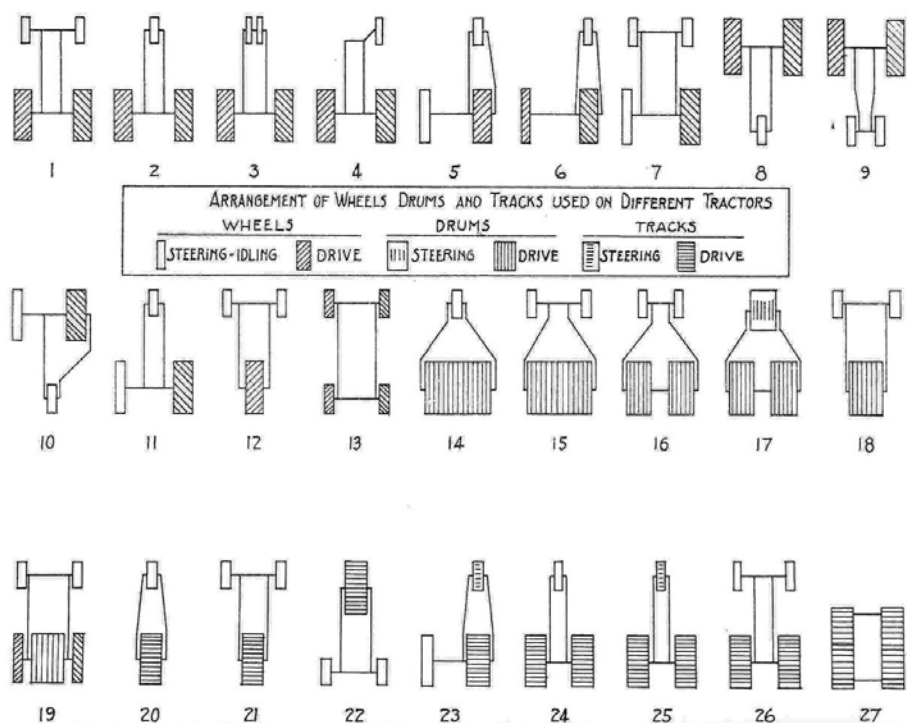 1 2 3 4 5 6 7 8 9
ARRANGEMENT OF WHEELS DRUMS AND TRACKS USED ON DIFFERENT TRACTORS
WHEELS DRUMS TRACKS
STEERING-IDLING DRIVE STEERING DRIVE STEERING DRIVE
10 11 12 13 14 15 16 17 18
19 20 21 22 23 24 25 26 27